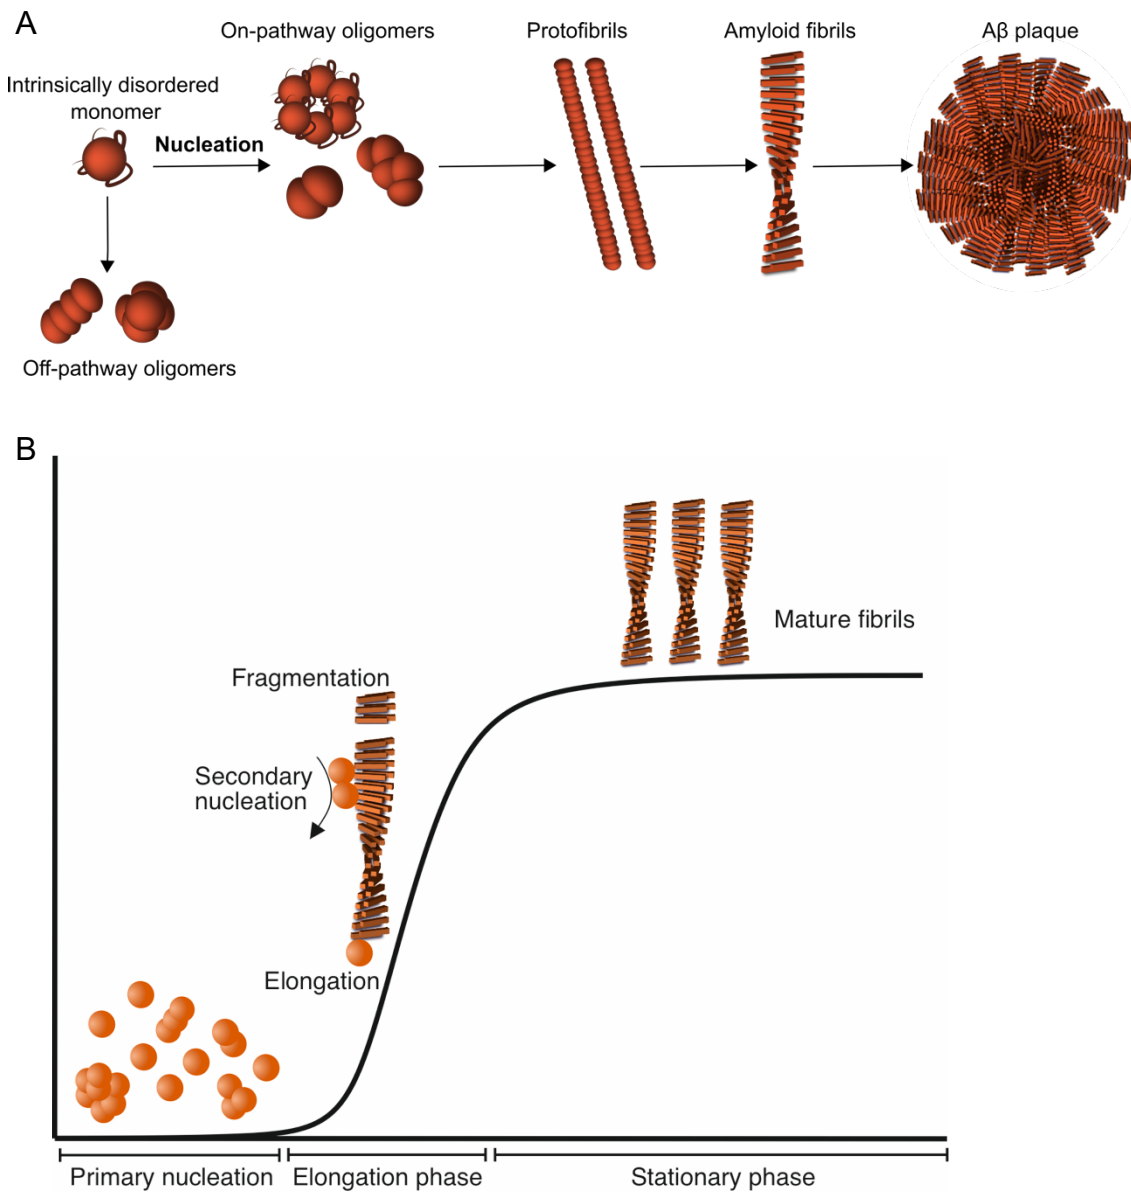 A
On-pathway oligomers
Protofibrils
Amyloid fibrils
Aβ plaque
Intrinsically disordered
monomer
Nucleation
Off-pathway oligomers
B
Mature fibrils
Fragmentation
Secondary
nucleation
Elongation
Primary nucleation
Elongation phase
Stationary phase